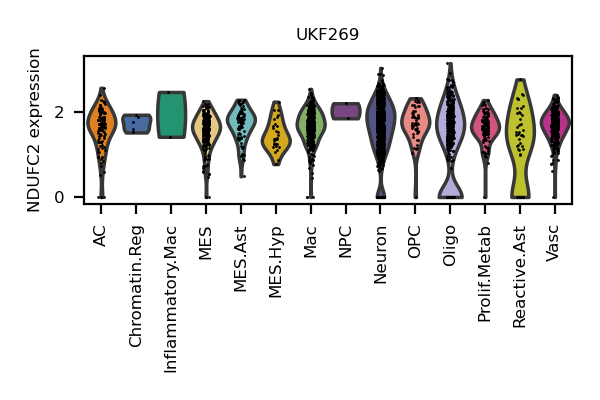 UKF269
NDUFC2 expression
2
0
AC
Chromatin.Reg
Inflammatory.Mac
MES
MES.Ast
MES.Hyp
Mac
NPC
Neuron
OPC
Oligo
Prolif.Metab
Reactive.Ast
Vasc